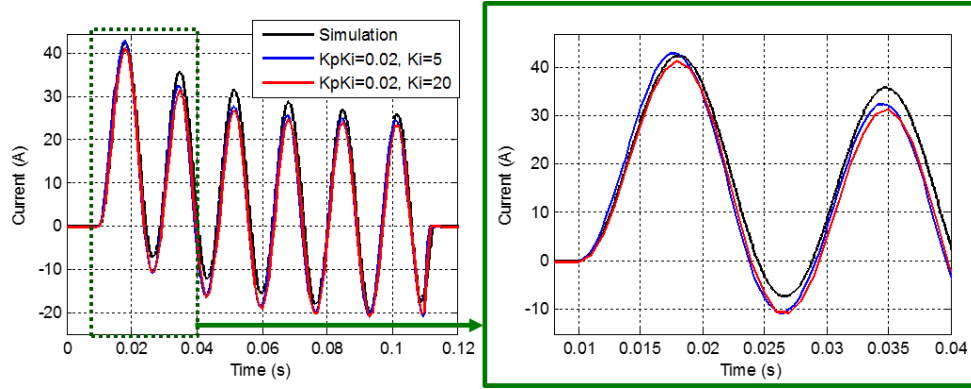 Simulation
KpKi=0.02, Ki=5
KpKi=0.02, Ki=20
Current (A)
40
30
20
10
0
-10
-20
0 0.02 0.04 0.06 0.08 0.10 0.12
Time (s)
Current (A)
40
30
20
10
0
-10
0.01 0.015 0.02 0.025 0.03 0.035 0.04
Time (s)